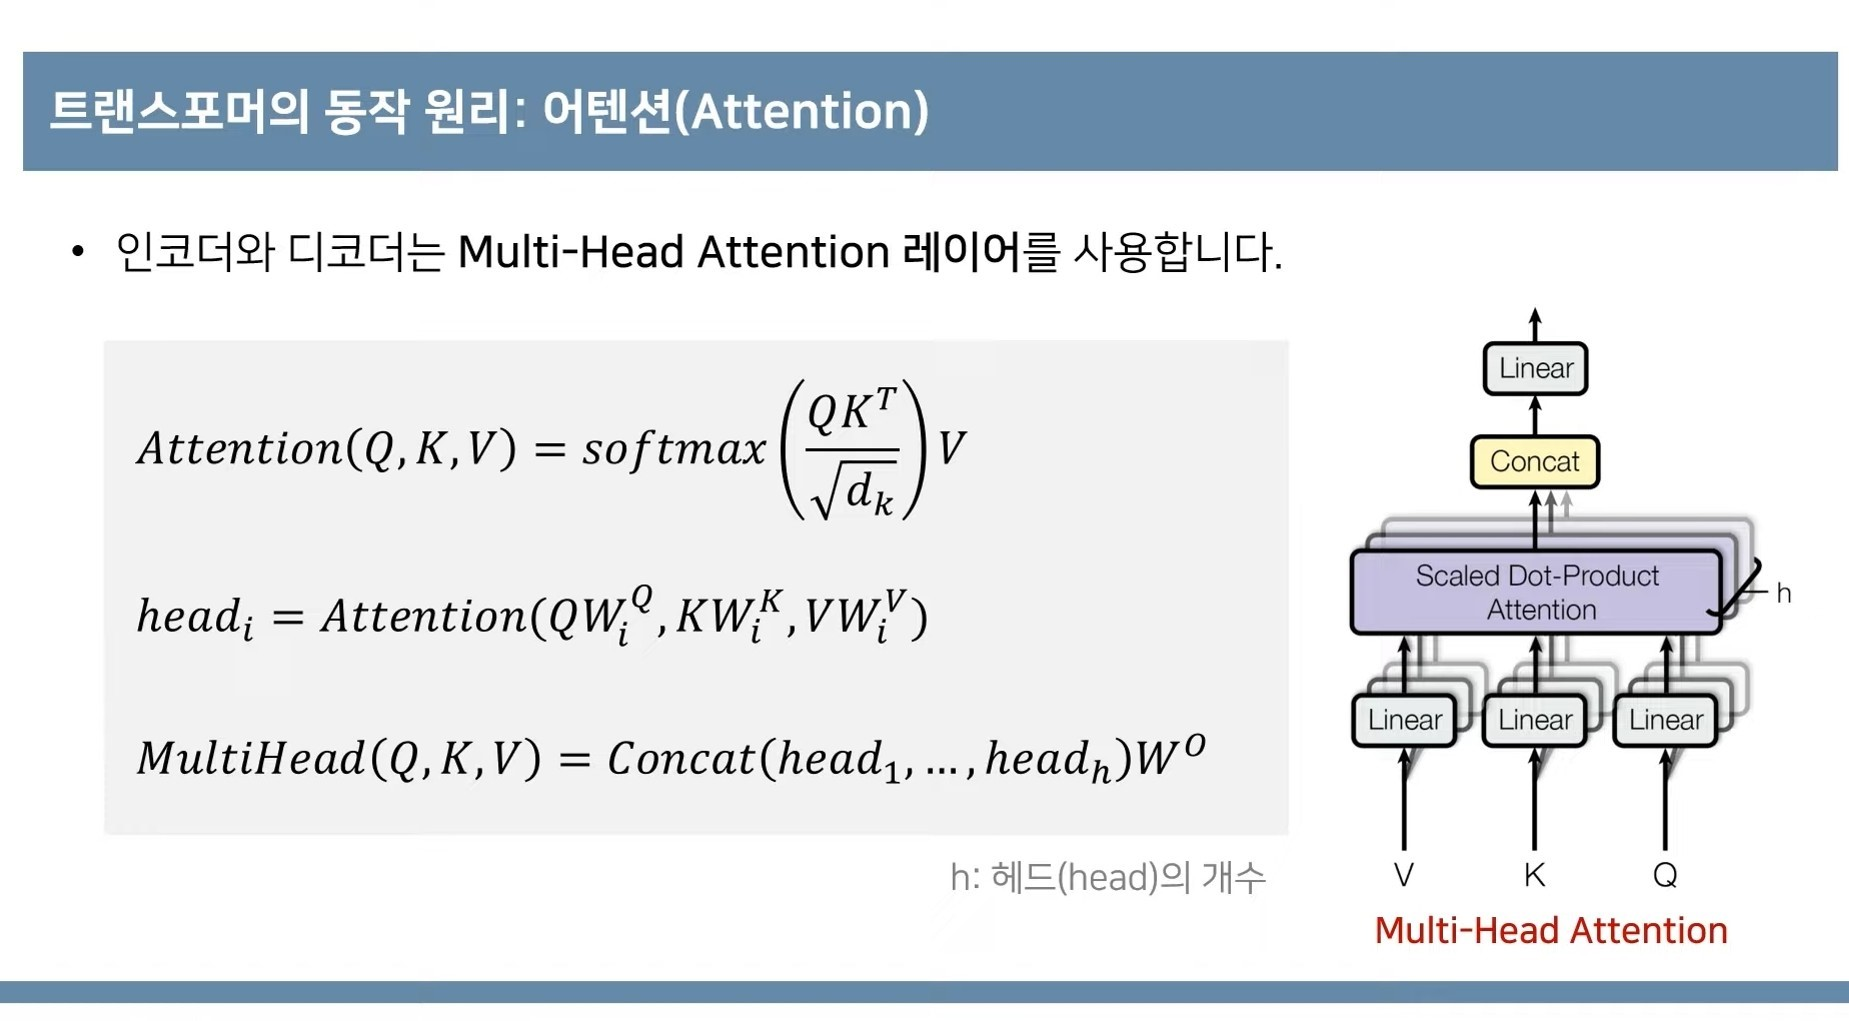 트랜스포머의 동작 원리: 어텐션(Attention)
• 인코더와 디코더는 Multi-Head Attention 레이어를 사용합니다.
Attention(Q, K, V) = softmax(QK^T / √d_k)V
head_i = Attention(QW_i^Q, KW_i^K, VW_i^V)
MultiHead(Q, K, V) = Concat(head_1, … , head_h)W^O
h: 헤드(head)의 개수
Linear
Concat
Scaled Dot-Product
Attention
h
Linear Linear Linear
V K Q
Multi-Head Attention